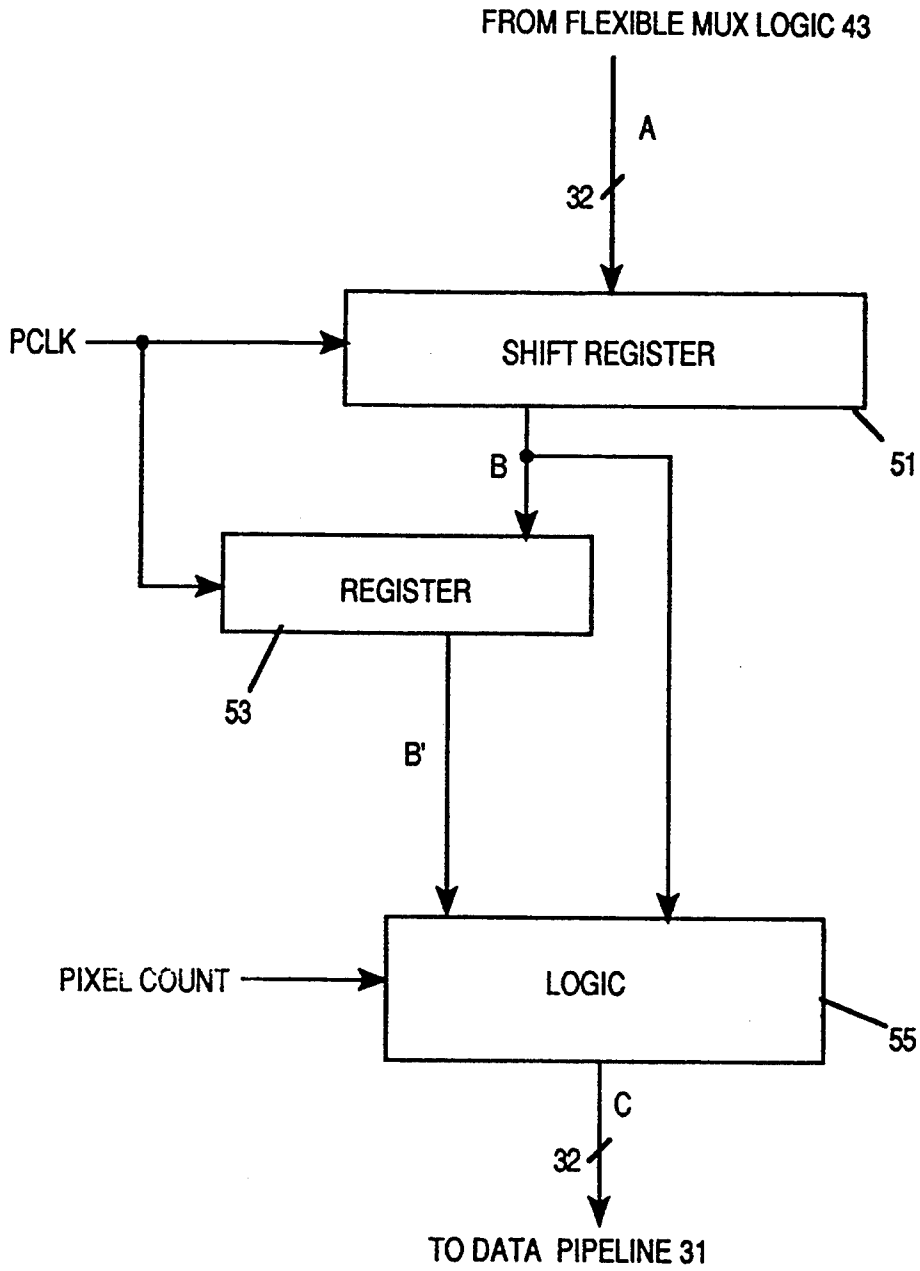 FROM FLEXIBLE MUX LOGIC 43
A
32
PCLK
SHIFT REGISTER
51
B
REGISTER
53
B'
PIXEL COUNT
LOGIC
55
C
32
TO DATA PIPELINE 31